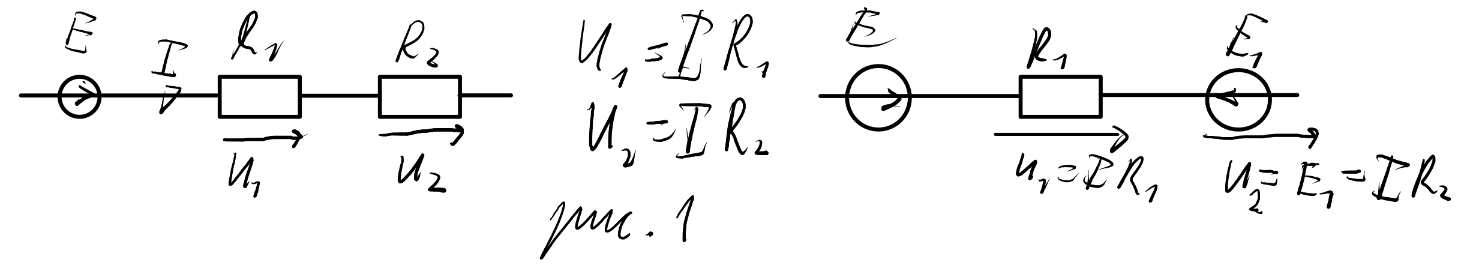 E I R₁ R₂
U₁ U₂
U₁ = I R₁
U₂ = I R₂
рис. 1
E R₁ E₁
U₁ = I R₁ U₂ = E₁ = I R₂